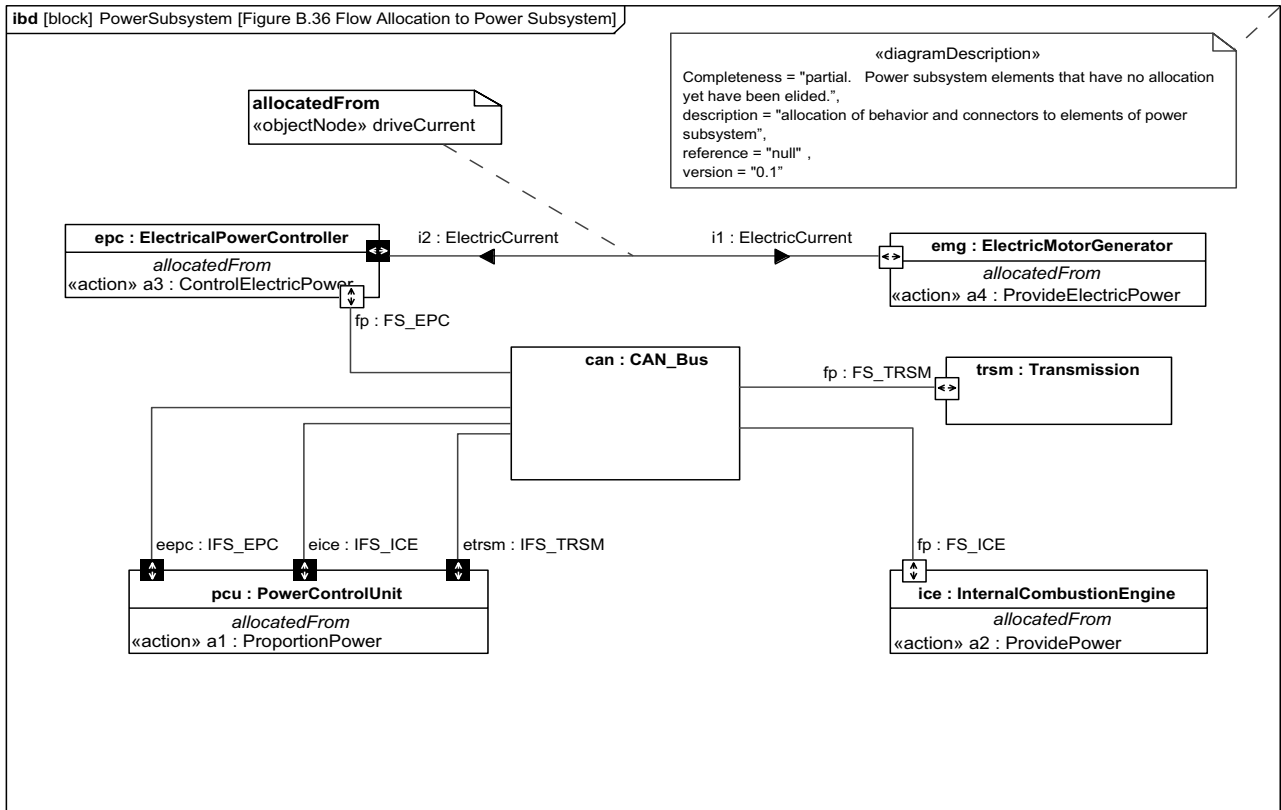 ibd [block] PowerSubsystem [Figure B.36 Flow Allocation to Power Subsystem]
«diagramDescription»
Completeness = "partial. Power subsystem elements that have no allocation
yet have been elided.”,
description = "allocation of behavior and connectors to elements of power
subsystem”,
reference = "null" ,
version = "0.1”
allocatedFrom
«objectNode» driveCurrent
epc : ElectricalPowerController
allocatedFrom
«action» a3 : ControlElectricPower
i2 : ElectricCurrent
i1 : ElectricCurrent
emg : ElectricMotorGenerator
allocatedFrom
«action» a4 : ProvideElectricPower
fp : FS_EPC
can : CAN_Bus
fp : FS_TRSM
trsm : Transmission
eepc : IFS_EPC
eice : IFS_ICE
etrsm : IFS_TRSM
fp : FS_ICE
pcu : PowerControlUnit
allocatedFrom
«action» a1 : ProportionPower
ice : InternalCombustionEngine
allocatedFrom
«action» a2 : ProvidePower